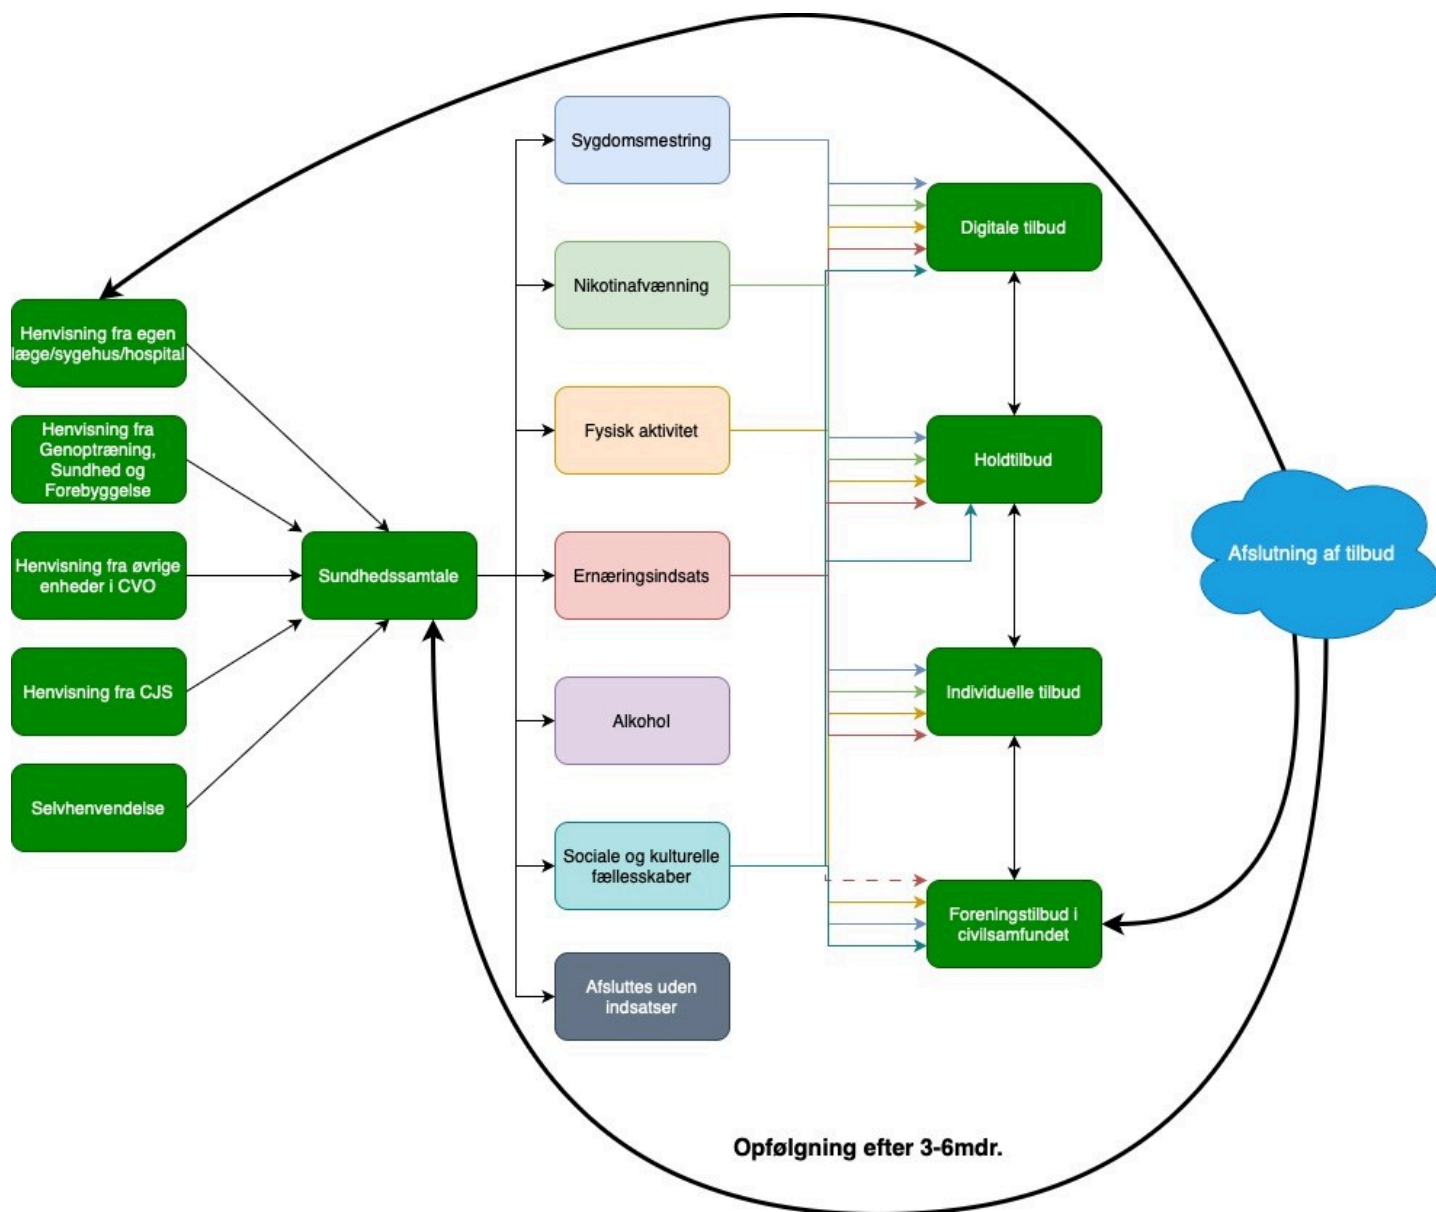 Henvisning fra egen
læge/sygehus/hospital
Henvisning fra
Genoptræning,
Sundhed og
Forebyggelse
Henvisning fra øvrige
enheder i CVO
Henvisning fra CJS
Selvhenvendelse
Sundhedssamtale
Sygdomsmestring
Nikotinafvænning
Fysisk aktivitet
Ernæringsindsats
Alkohol
Sociale og kulturelle
fællesskaber
Afsluttes uden
indsatser
Digitale tilbud
Holdtilbud
Individuelle tilbud
Foreningstilbud i
civilsamfundet
Afslutning af tilbud
Opfølgning efter 3-6mdr.